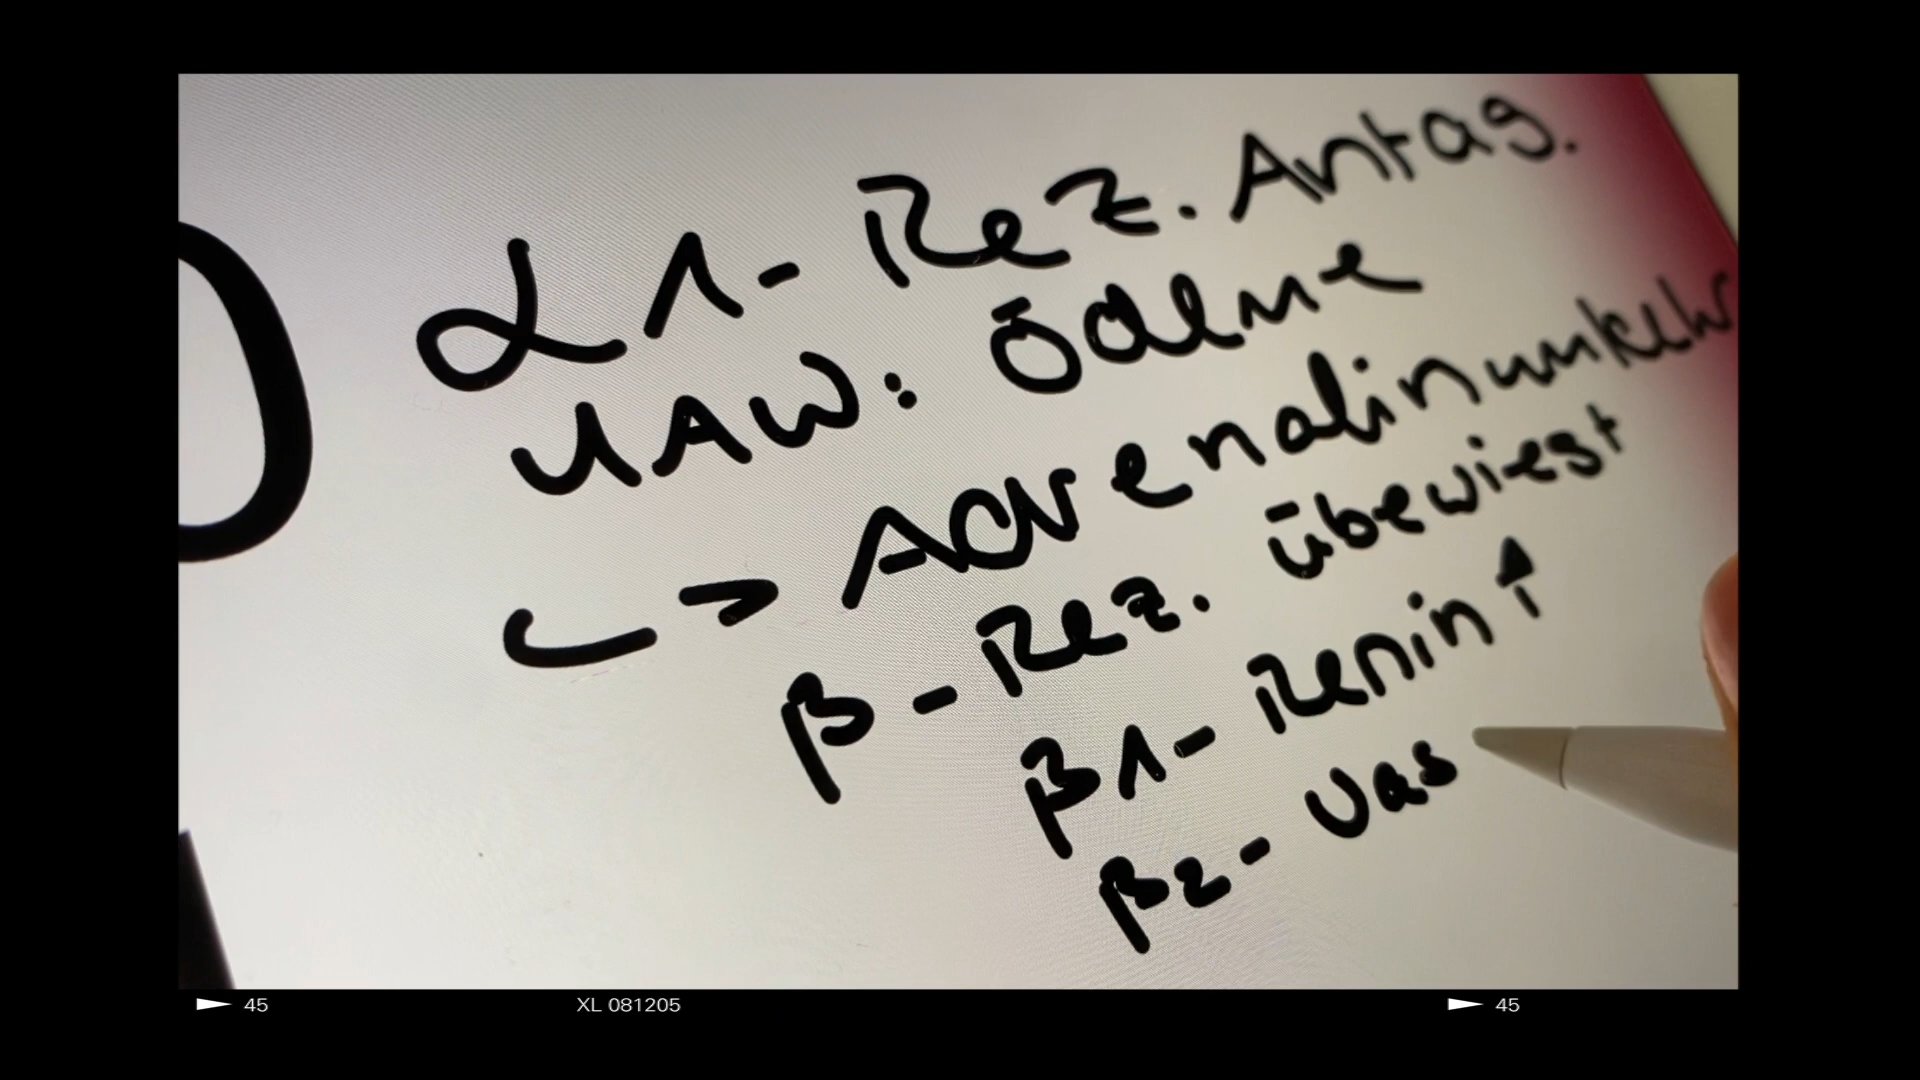 α1-Rez. Antag.
UAW: Ödeme
↳ Adrenalinumkehr
β-Rez. überwiegt
β1- Renin ↑
β2- Vas
45 XL 081205 45